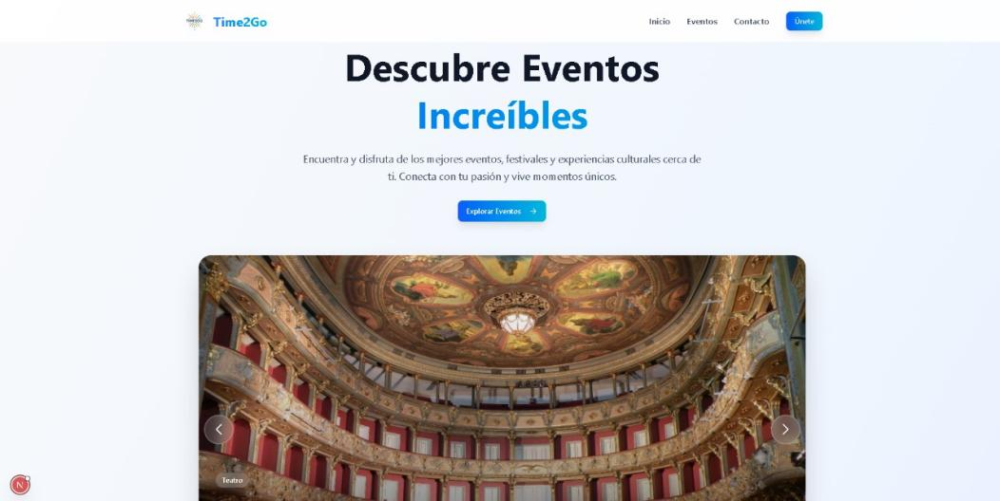 TIME2GO
Time2Go
Inicio
Eventos
Contacto
Únete
Descubre Eventos
Increíbles
Encuentra y disfruta de los mejores eventos, festivales y experiencias culturales cerca de
ti. Conecta con tu pasión y vive momentos únicos.
Explorar Eventos
Teatro
N